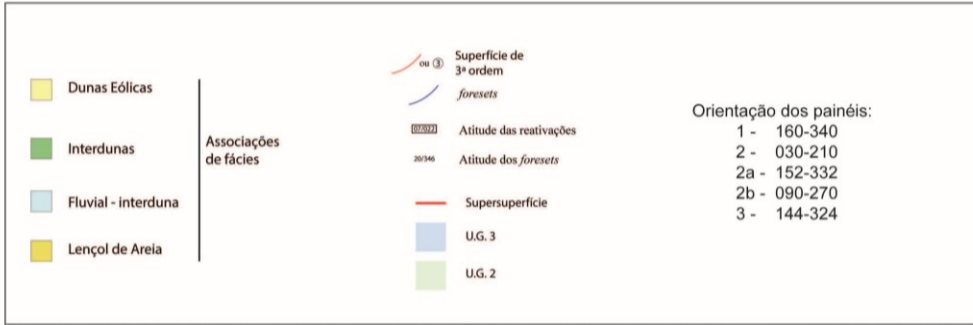 Dunas Eólicas
Interdunas
Fluvial - interduna
Lençol de Areia
Associações
de fácies
ou ③ Superfície de
3ª ordem
foresets
07/022 Atitude das reativações
20/346 Atitude dos foresets
Supersuperfície
U.G. 3
U.G. 2
Orientação dos painéis:
1 - 160-340
2 - 030-210
2a - 152-332
2b - 090-270
3 - 144-324